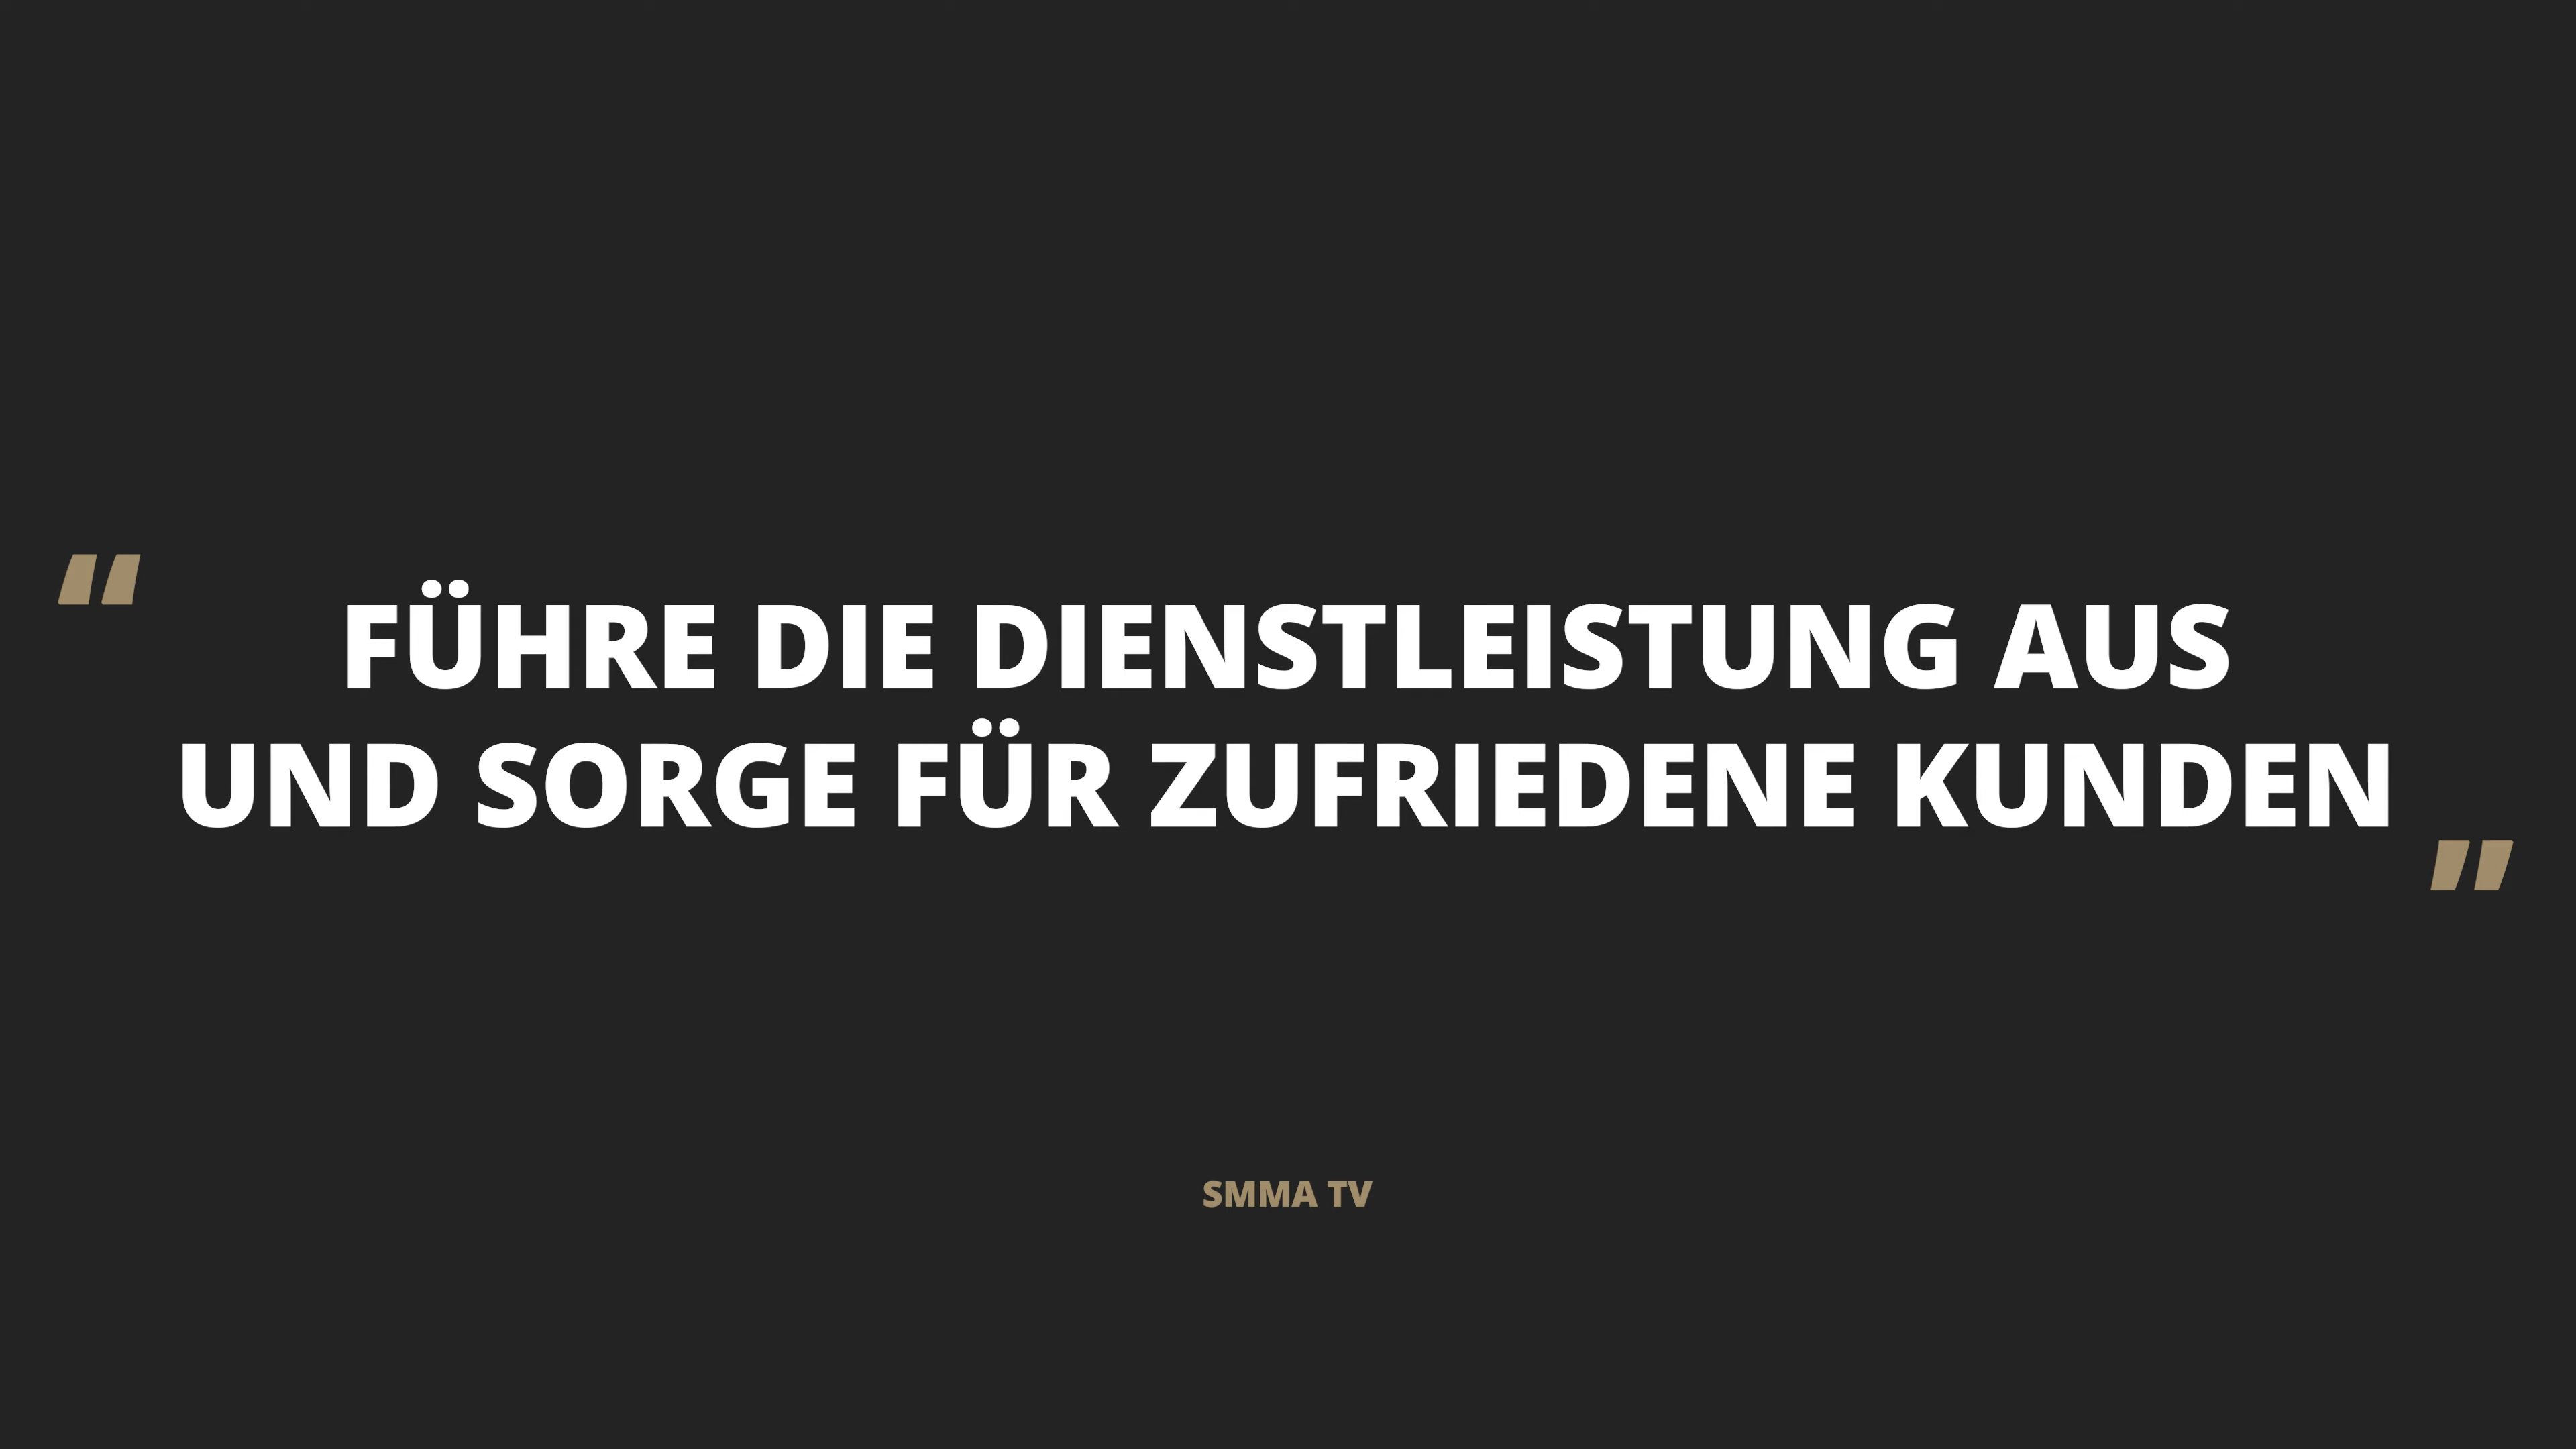 “
FÜHRE DIE DIENSTLEISTUNG AUS
UND SORGE FÜR ZUFRIEDENE KUNDEN
”
SMMA TV